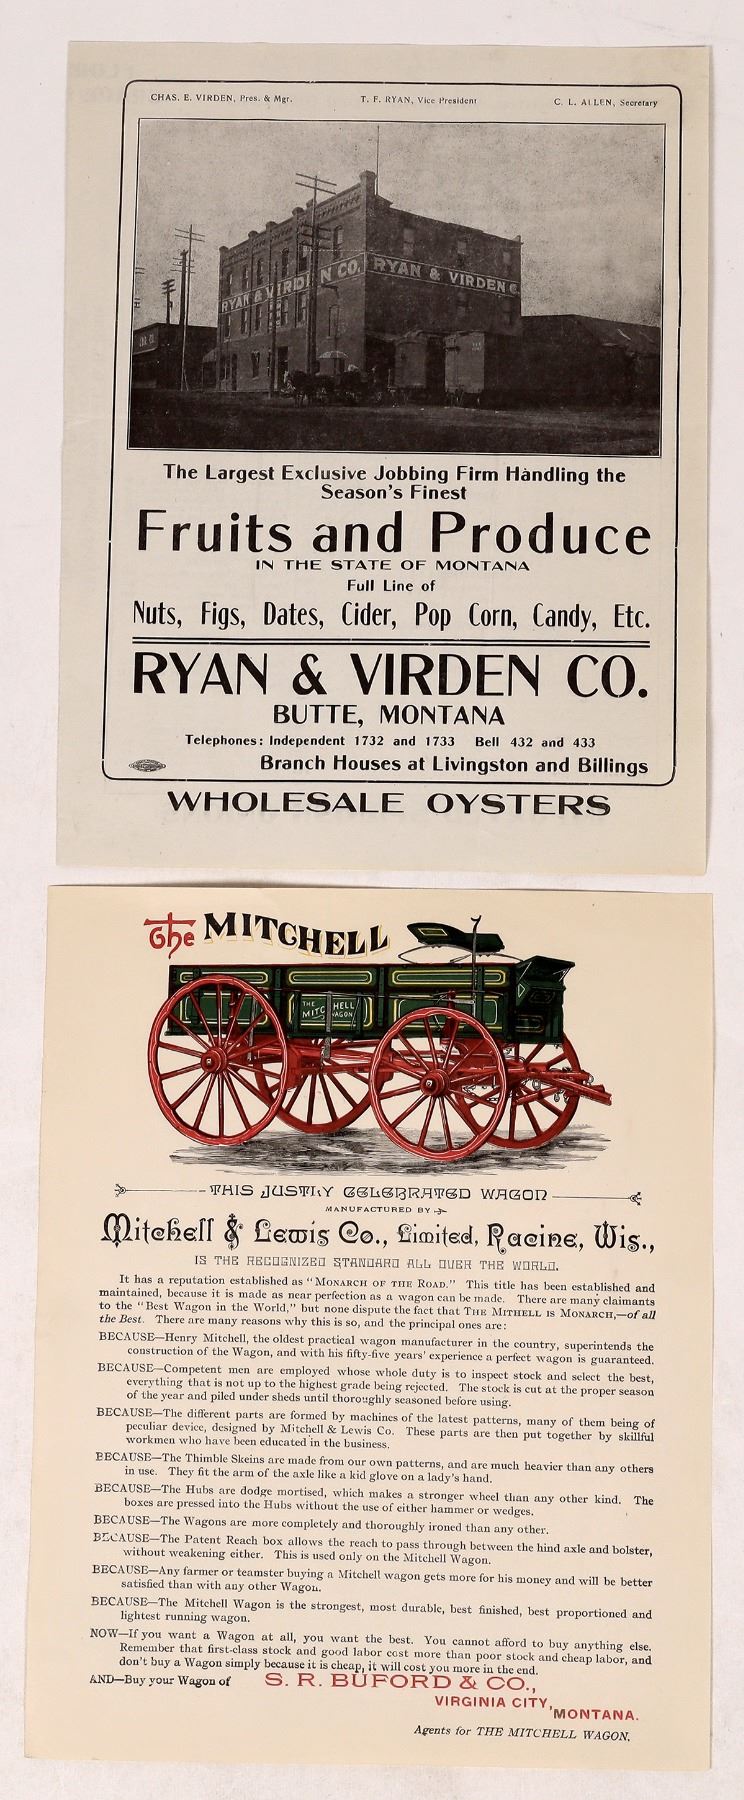 CHAS. E. VIRDEN, Pres. & Mgr. T. F. RYAN, Vice President C. L. ALLEN, Secretary
RYAN & VIRDEN CO. RYAN & VIRDEN C
The Largest Exclusive Jobbing Firm Handling the
Season's Finest
Fruits and Produce
IN THE STATE OF MONTANA
Full Line of
Nuts, Figs, Dates, Cider, Pop Corn, Candy, Etc.
RYAN & VIRDEN CO.
BUTTE, MONTANA
Telephones: Independent 1732 and 1733 Bell 432 and 433
Branch Houses at Livingston and Billings
WHOLESALE OYSTERS
The MITCHELL
THE MITCHELL WAGON
THIS JUSTLY CELEBRATED WAGON
MANUFACTURED BY
Mitchell & Lewis Co., Limited, Racine, Wis.,
IS THE RECOGNIZED STANDARD ALL OVER THE WORLD.
It has a reputation established as "MONARCH OF THE ROAD." This title has been established and
maintained, because it is made as near perfection as a wagon can be made. There are many claimants
to the "Best Wagon in the World," but none dispute the fact that THE MITHELL IS MONARCH,—of all
the Best. There are many reasons why this is so, and the principal ones are:
BECAUSE—Henry Mitchell, the oldest practical wagon manufacturer in the country, superintends the
construction of the Wagon, and with his fifty-five years' experience a perfect wagon is guaranteed.
BECAUSE—Competent men are employed whose whole duty is to inspect stock and select the best,
everything that is not up to the highest grade being rejected. The stock is cut at the proper season
of the year and piled under sheds until thoroughly seasoned before using.
BECAUSE—The different parts are formed by machines of the latest patterns, many of them being of
peculiar device, designed by Mitchell & Lewis Co. These parts are then put together by skillful
workmen who have been educated in the business.
BECAUSE—The Thimble Skeins are made from our own patterns, and are much heavier than any others
in use. They fit the arm of the axle like a kid glove on a lady's hand.
BECAUSE—The Hubs are dodge mortised, which makes a stronger wheel than any other kind. The
boxes are pressed into the Hubs without the use of either hammer or wedges.
BECAUSE—The Wagons are more completely and thoroughly ironed than any other.
BECAUSE—The Patent Reach box allows the reach to pass through between the hind axle and bolster,
without weakening either. This is used only on the Mitchell Wagon.
BECAUSE—Any farmer or teamster buying a Mitchell wagon gets more for his money and will be better
satisfied than with any other Wagon.
BECAUSE—The Mitchell Wagon is the strongest, most durable, best finished, best proportioned and
lightest running wagon.
NOW—If you want a Wagon at all, you want the best. You cannot afford to buy anything else.
Remember that first-class stock and good labor cost more than poor stock and cheap labor, and
don't buy a Wagon simply because it is cheap, it will cost you more in the end.
AND—Buy your Wagon of S. R. BUFORD & CO.,
VIRGINIA CITY, MONTANA.
Agents for THE MITCHELL WAGON.